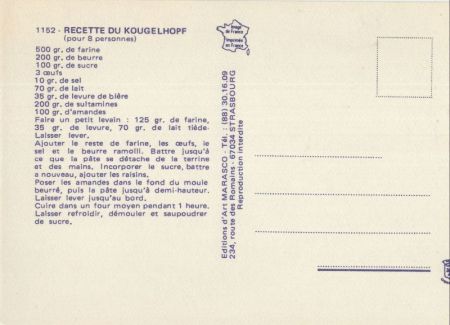 1152 - RECETTE DU KOUGELHOPF
(pour 8 personnes)
500 gr. de farine
200 gr. de beurre
100 gr. de sucre
3 œufs
10 gr. de sel
70 gr. de lait
35 gr. de levure de bière
200 gr. de sultamines
100 gr. d'amandes
Faire un petit levain : 125 gr. de farine,
35 gr. de levure, 70 gr. de lait tiède-
Laisser lever.
Ajouter le reste de farine, les œufs, le
sel et le beurre ramolli. Battre jusqu'à
ce que la pâte se détache de la terrine
et des mains. Incorporer le sucre, battre
a nouveau, ajouter les raisins.
Poser les amandes dans le fond du moule
beurré, puis la pâte jusqu'à demi-hauteur.
Laisser lever jusqu'au bord.
Cuire dans un four moyen pendant 1 heure.
Laisser refroidir, démouler et saupoudrer
de sucre.
Image
de France
Imprimée
en France
Editions d'Art MARASCO - Tél. : (88) 30.16.09
234, route des Romains - 67034 STRASBOURG
Reproduction interdite